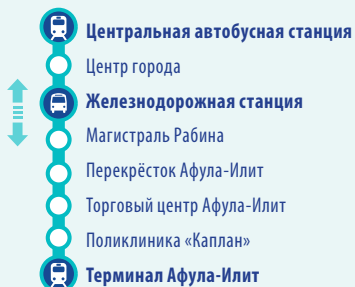 Центральная автобусная станция
Центр города
Железнодорожная станция
Магистраль Рабина
Перекрёсток Афула-Илит
Торговый центр Афула-Илит
Поликлиника «Каплан»
Терминал Афула-Илит